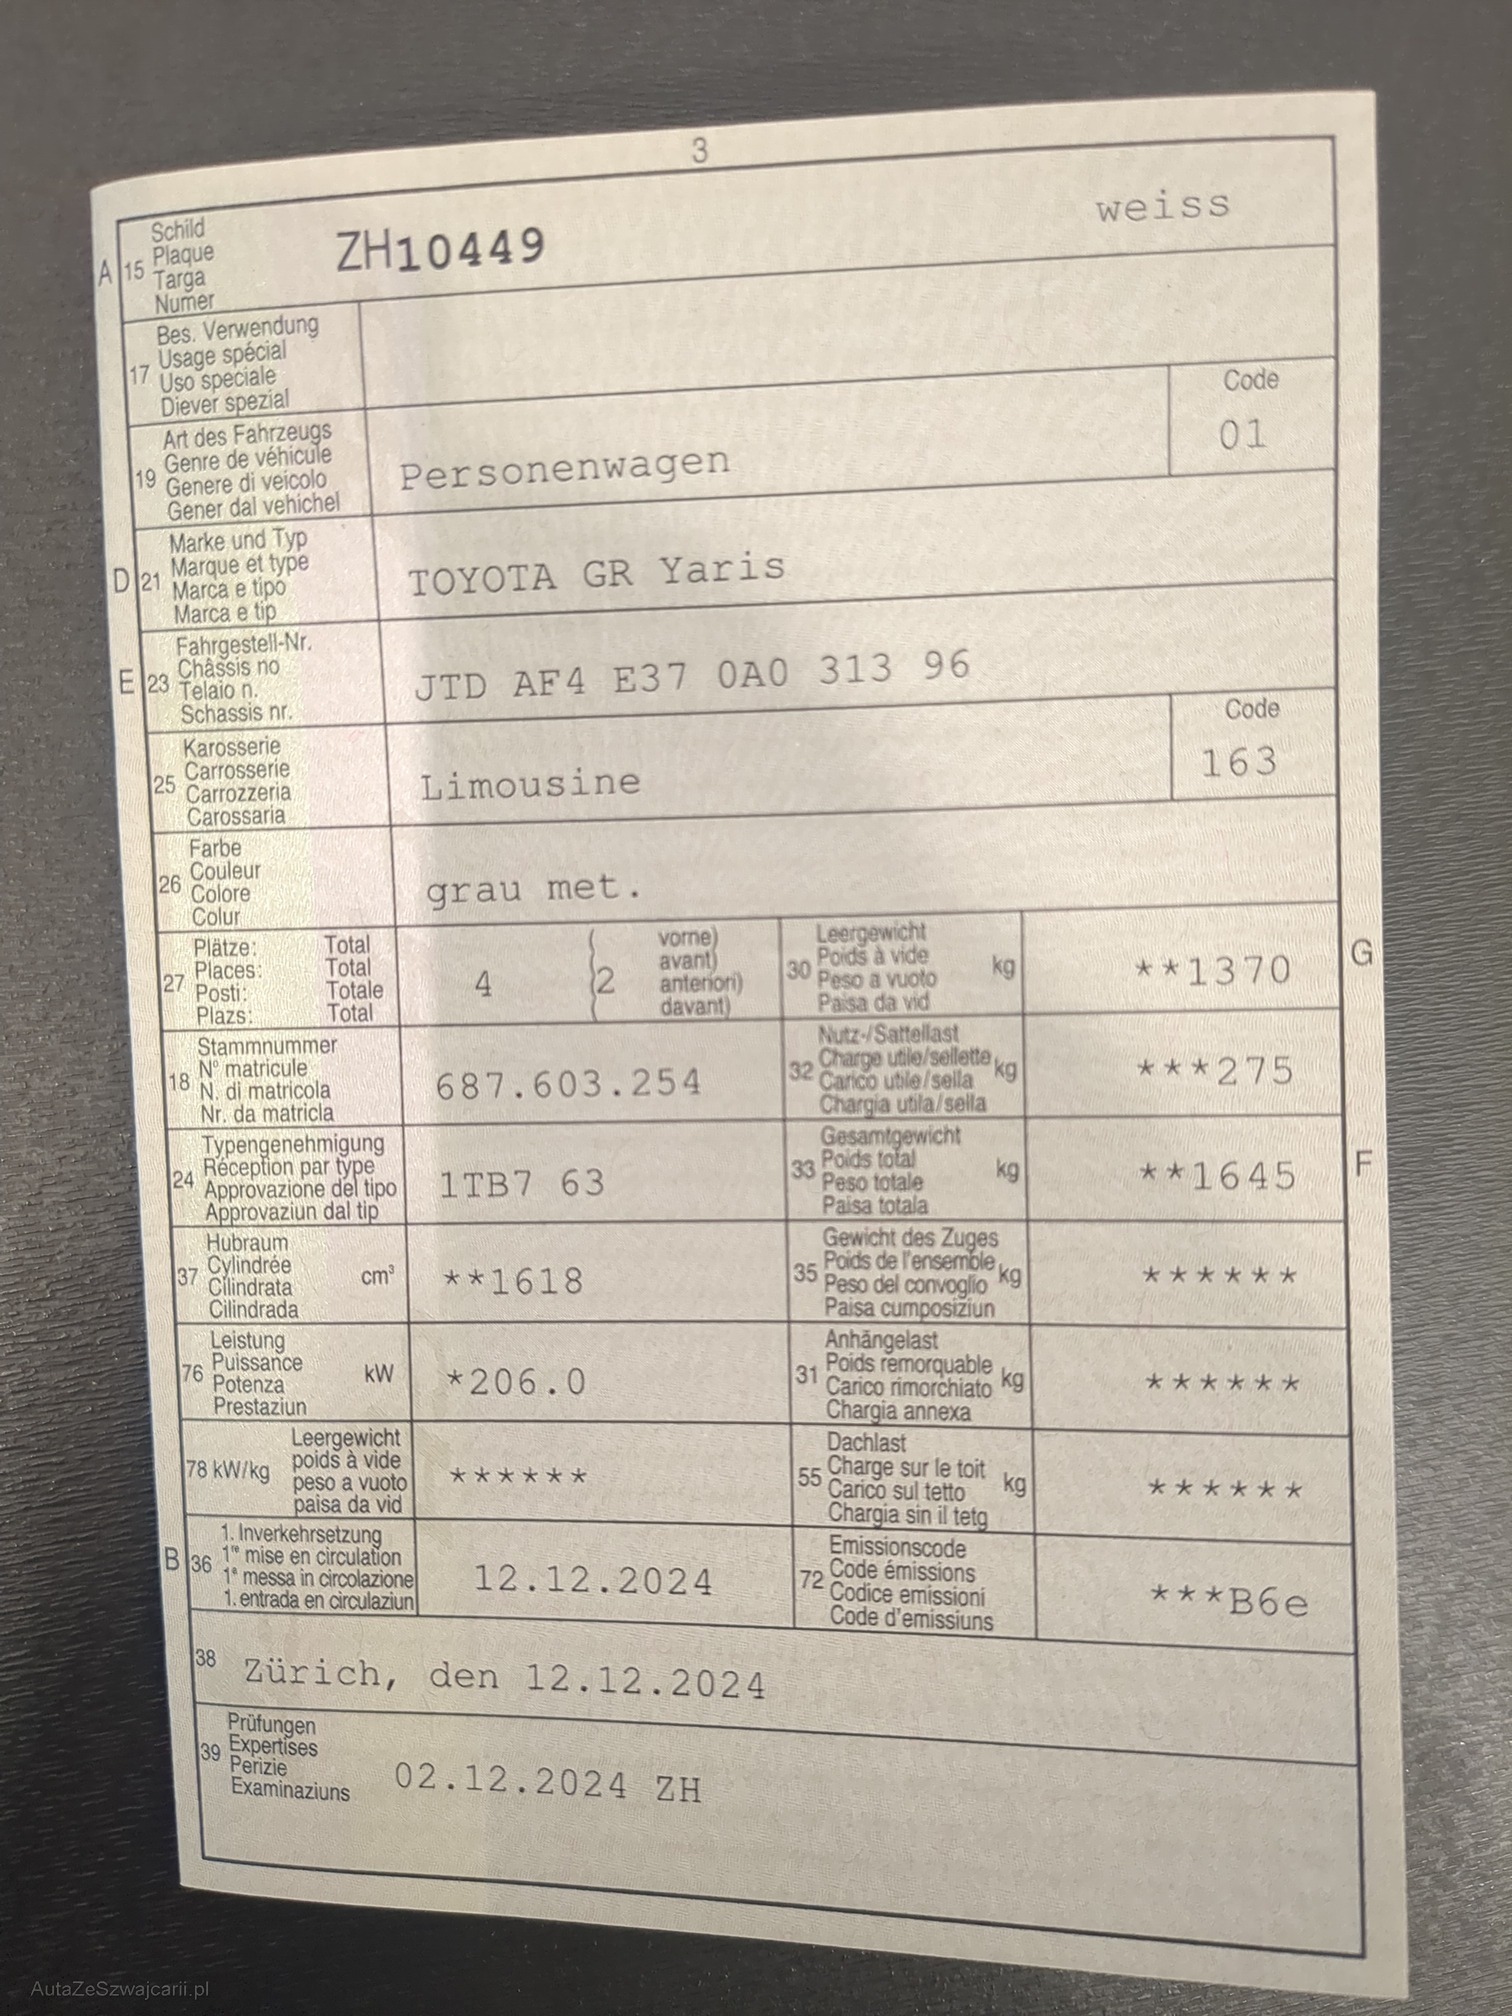 3
A 15 Schild
Plaque
Targa
Numer
ZH10449
weiss
17 Bes. Verwendung
Usage spécial
Uso speciale
Diever spezial
19 Art des Fahrzeugs
Genre de véhicule
Genere di veicolo
Gener dal vehichel
Personenwagen
Code
01
D 21 Marke und Typ
Marque et type
Marca e tipo
Marca e tip
TOYOTA GR Yaris
E 23 Fahrgestell-Nr.
Châssis no
Telaio n.
Schassis nr.
JTD AF4 E37 0A0 313 96
25 Karosserie
Carrosserie
Carrozzeria
Carossaria
Limousine
Code
163
26 Farbe
Couleur
Colore
Colur
grau met.
27 Plätze: Total
Places: Total
Posti: Totale
Plazs: Total
4 (2 vorne)
avant)
anteriori)
davant)
30 Leergewicht
Poids à vide
Peso a vuoto
Paisa da vid
kg
**1370
G
18 Stammnummer
N° matricule
N. di matricola
Nr. da matricla
687.603.254
32 Nutz-/Sattellast
Charge utile/sellette
Carico utile/sella
Chargia utila/sella
kg
***275
24 Typengenehmigung
Réception par type
Approvazione del tipo
Approvaziun dal tip
1TB7 63
33 Gesamtgewicht
Poids total
Peso totale
Paisa totala
kg
**1645
F
37 Hubraum
Cylindrée
Cilindrata
Cilindrada
cm³
**1618
35 Gewicht des Zuges
Poids de l'ensemble
Peso del convoglio
Paisa cumposiziun
kg
******
76 Leistung
Puissance
Potenza
Prestaziun
kW
*206.0
31 Anhängelast
Poids remorquable
Carico rimorchiato
Chargia annexa
kg
******
78 kW/kg Leergewicht
poids à vide
peso a vuoto
paisa da vid
******
55 Dachlast
Charge sur le toit
Carico sul tetto
Chargia sin il tetg
kg
******
B 36 1. Inverkehrsetzung
1re mise en circulation
1a messa in circolazione
1. entrada en circulaziun
12.12.2024
72 Emissionscode
Code émissions
Codice emissioni
Code d'emissiuns
***B6e
38 Zürich, den 12.12.2024
39 Prüfungen
Expertises
Perizie
Examinaziuns
02.12.2024 ZH
AutaZeSzwajcarii.pl